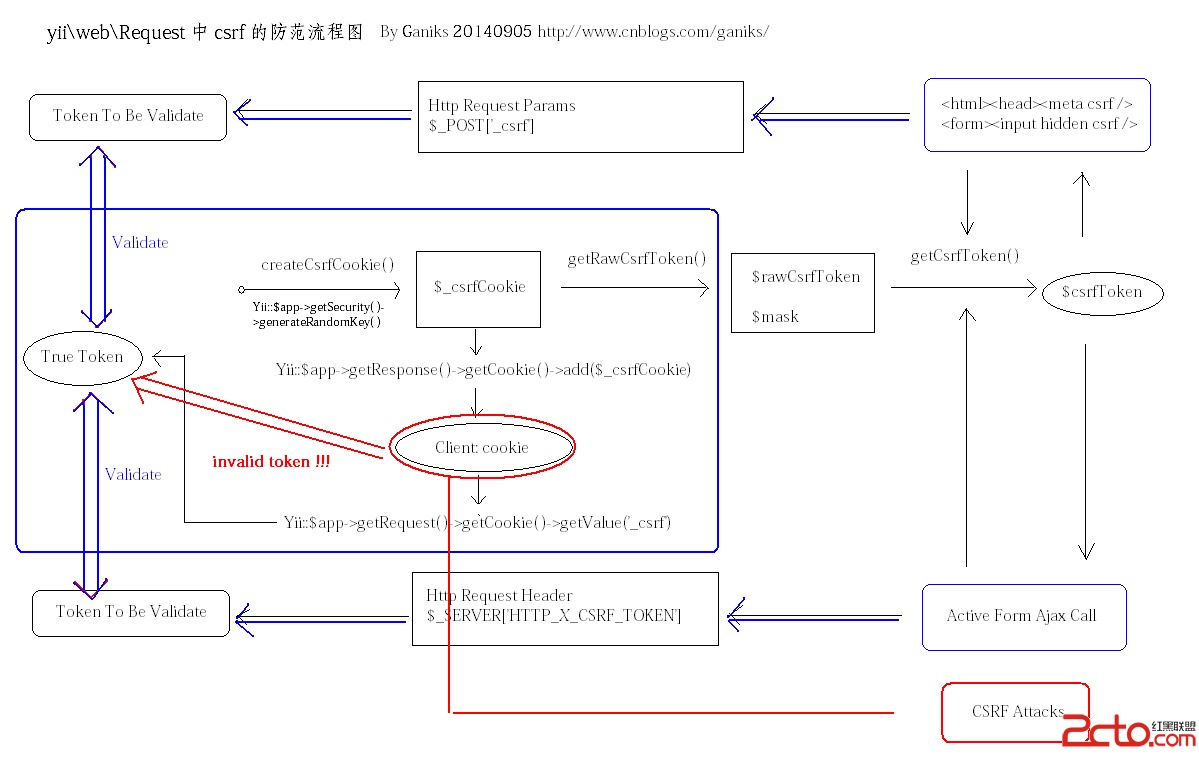 yii\web\Request 中 csrf 的防范流程图 By Ganiks 20140905 http://www.cnblogs.com/ganiks/
Token To Be Validate
Http Request Params
$_POST['_csrf']
<html><head><meta csrf />
<form><input hidden csrf />
Validate
createCsrfCookie()
Yii::$app->getSecurity()-
>generateRandomKey()
$_csrfCookie
getRawCsrfToken()
$rawCsrfToken
$mask
getCsrfToken()
$csrfToken
True Token
Yii::$app->getResponse()->getCookie()->add($_csrfCookie)
Client: cookie
invalid token !!!
Validate
Yii::$app->getRequest()->getCookie()->getValue('_csrf')
Token To Be Validate
Http Request Header
$_SERVER['HTTP_X_CSRF_TOKEN']
Active Form Ajax Call
CSRF Attacks
2cto.com
红黑联盟